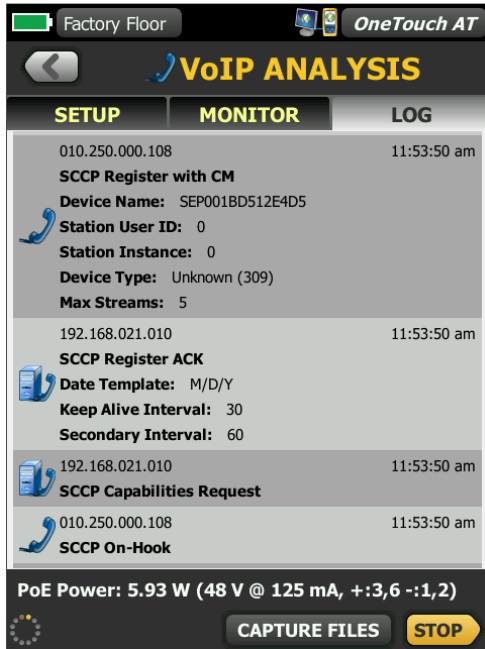 Factory Floor
OneTouch AT
VoIP ANALYSIS
SETUP MONITOR LOG
010.250.000.108 11:53:50 am
SCCP Register with CM
Device Name: SEP001BD512E4D5
Station User ID: 0
Station Instance: 0
Device Type: Unknown (309)
Max Streams: 5
192.168.021.010 11:53:50 am
SCCP Register ACK
Date Template: M/D/Y
Keep Alive Interval: 30
Secondary Interval: 60
192.168.021.010 11:53:50 am
SCCP Capabilities Request
010.250.000.108 11:53:50 am
SCCP On-Hook
PoE Power: 5.93 W (48 V @ 125 mA, +:3,6 -:1,2)
CAPTURE FILES STOP